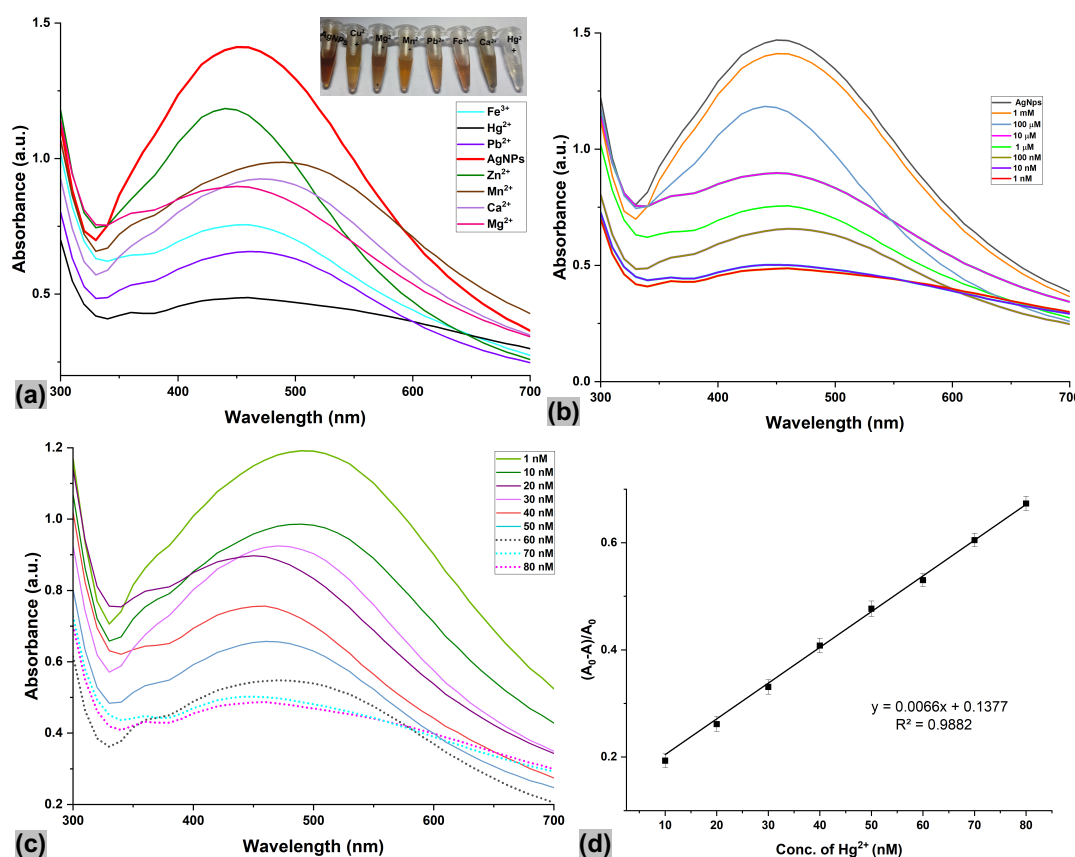 AgNPs Cu²⁺ Mg²⁺ Mn²⁺ Pb²⁺ Fe³⁺ Ca²⁺ Hg²⁺
1.5
1.0
0.5
Absorbance (a.u.)
Fe³⁺
Hg²⁺
Pb²⁺
AgNPs
Zn²⁺
Mn²⁺
Ca²⁺
Mg²⁺
300 400 500 600 700
Wavelength (nm)
(a)
1.5
1.0
0.5
0.0
Absorbance (a.u.)
AgNps
1 mM
100 μM
10 μM
1 μM
100 nM
10 nM
1 nM
300 400 500 600 700
Wavelength (nm)
(b)
1.2
1.0
0.8
0.6
0.4
0.2
Absorbance (a.u.)
1 nM
10 nM
20 nM
30 nM
40 nM
50 nM
60 nM
70 nM
80 nM
300 400 500 600 700
Wavelength (nm)
(c)
0.6
0.4
0.2
(A₀-A)/A₀
y = 0.0066x + 0.1377
R² = 0.9882
10 20 30 40 50 60 70 80
Conc. of Hg²⁺ (nM)
(d)